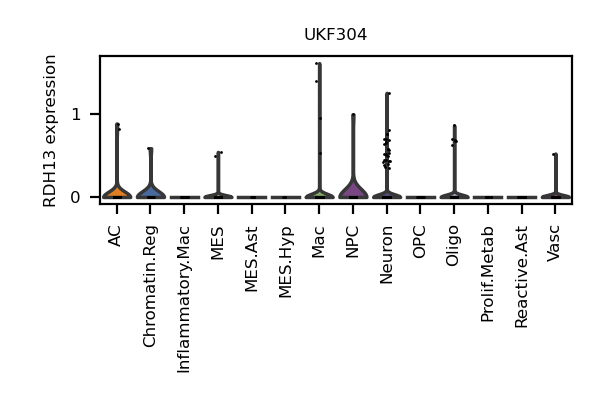 UKF304
RDH13 expression
1
0
AC
Chromatin.Reg
Inflammatory.Mac
MES
MES.Ast
MES.Hyp
Mac
NPC
Neuron
OPC
Oligo
Prolif.Metab
Reactive.Ast
Vasc